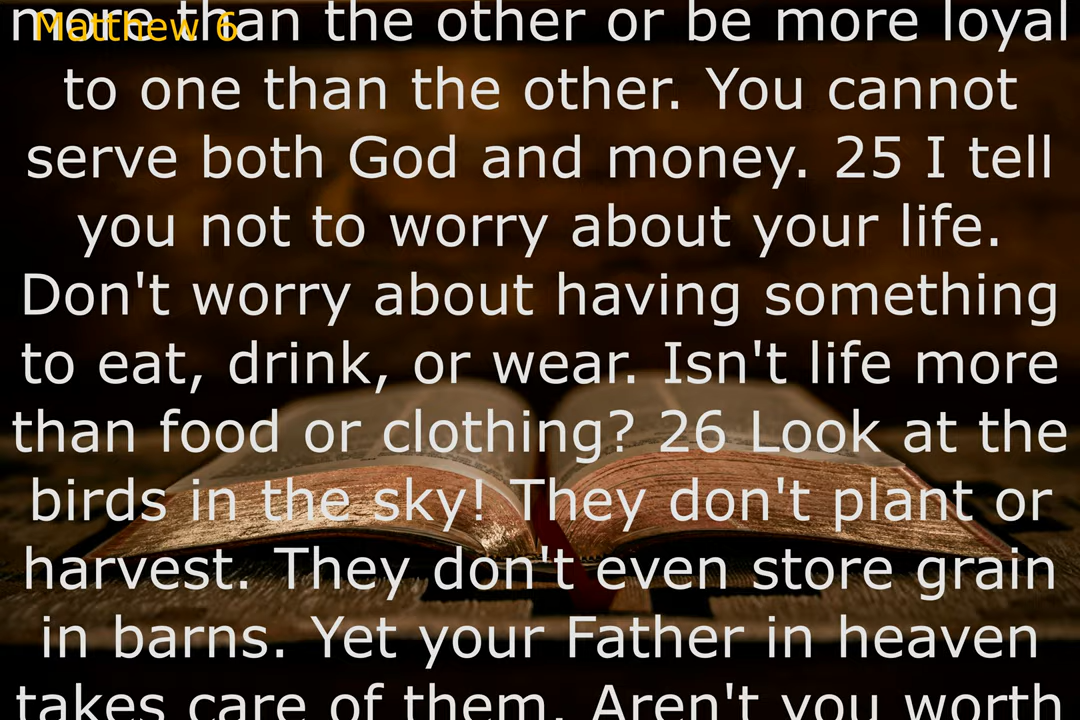 Matthew 6
more than the other or be more loyal
to one than the other. You cannot
serve both God and money. 25 I tell
you not to worry about your life.
Don't worry about having something
to eat, drink, or wear. Isn't life more
than food or clothing? 26 Look at the
birds in the sky! They don't plant or
harvest. They don't even store grain
in barns. Yet your Father in heaven
takes care of them. Aren't you worth